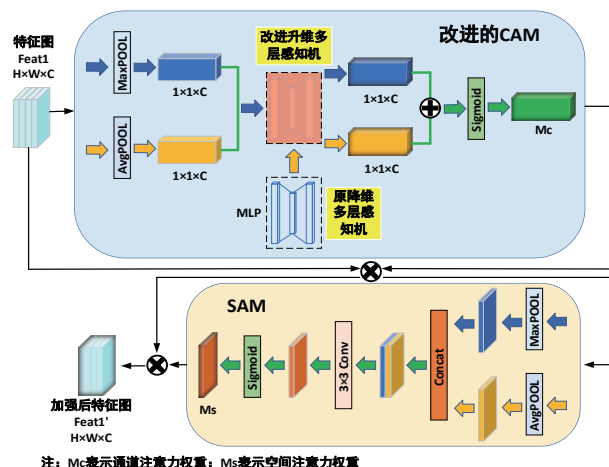 改进的CAM
特征图
Feat1
H×W×C
MaxPOOL
1×1×C
改进升维多
层感知机
1×1×C
Sigmoid
Mc
AvgPOOL
1×1×C
1×1×C
MLP
原降维
多层感
知机
SAM
MaxPOOL
Concat
3×3 Conv
Sigmoid
Ms
AvgPOOL
加强后特征图
Feat1'
H×W×C
注：Mc表示通道注意力权重；Ms表示空间注意力权重